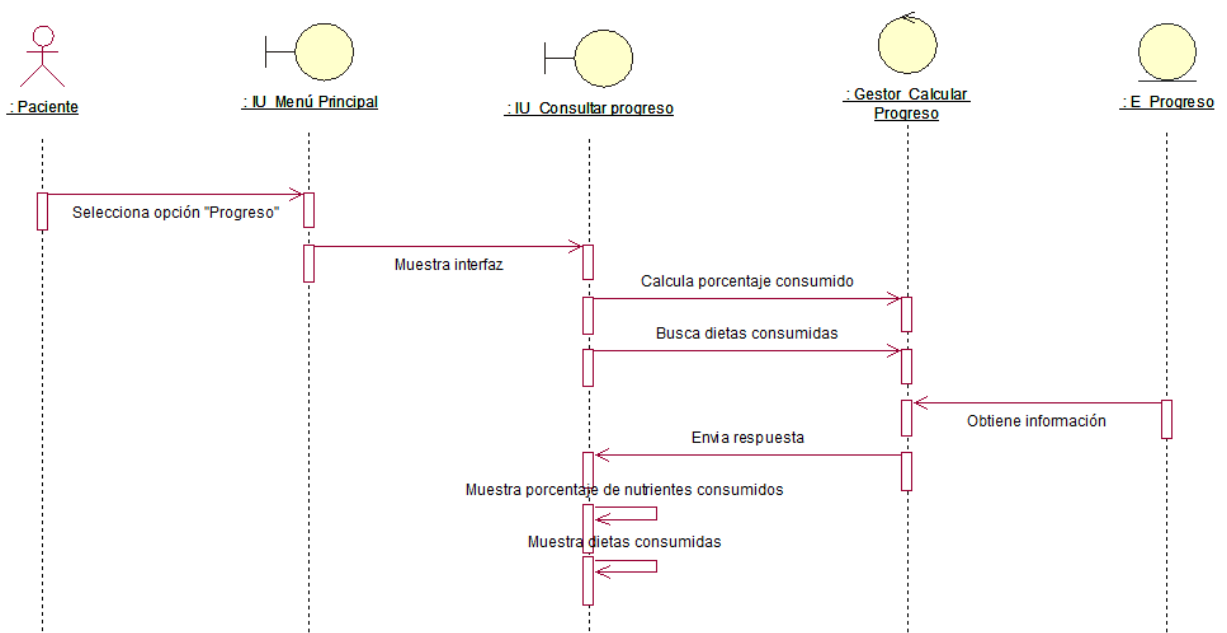 : Paciente
: IU_Menú Principal
: IU_Consultar progreso
: Gestor_Calcular
Progreso
: E_Progreso
Selecciona opción "Progreso"
Muestra interfaz
Calcula porcentaje consumido
Busca dietas consumidas
Obtiene información
Envia respuesta
Muestra porcentaje de nutrientes consumidos
Muestra dietas consumidas